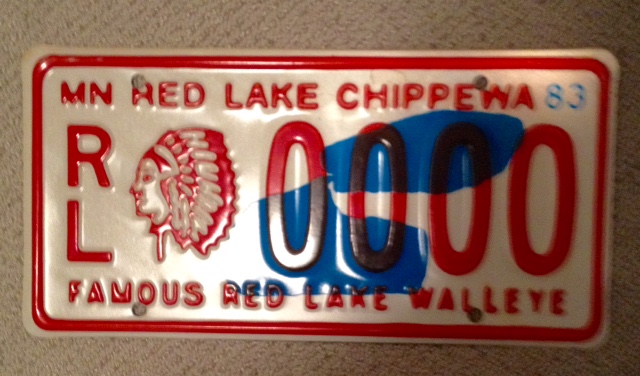 MN RED LAKE CHIPPEWA 83
RL 0000
FAMOUS RED LAKE WALLEYE